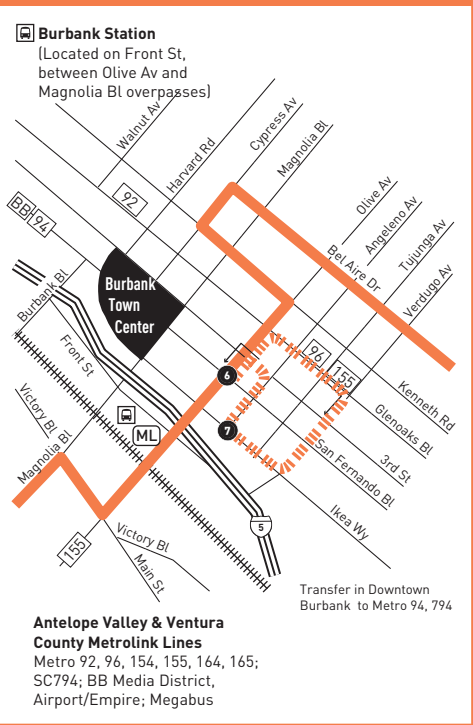 Burbank Station
(Located on Front St,
between Olive Av and
Magnolia Bl overpasses)
Walnut Av
Harvard Rd
Cypress Av
Magnolia Bl
92
BB
94
Olive Av
Angeleno Av
Tujunga Av
Verdugo Av
Bel Aire Dr
Burbank
Town
Center
Burbank Bl
Front St
6
96
155
Kenneth Rd
Glenoaks Bl
3rd St
San Fernando Bl
Ikea Wy
Victory Bl
ML
7
Magnolia Bl
5
155
Victory Bl
Main St
Transfer in Downtown
Burbank to Metro 94, 794
Antelope Valley & Ventura
County Metrolink Lines
Metro 92, 96, 154, 155, 164, 165;
SC794; BB Media District,
Airport/Empire; Megabus